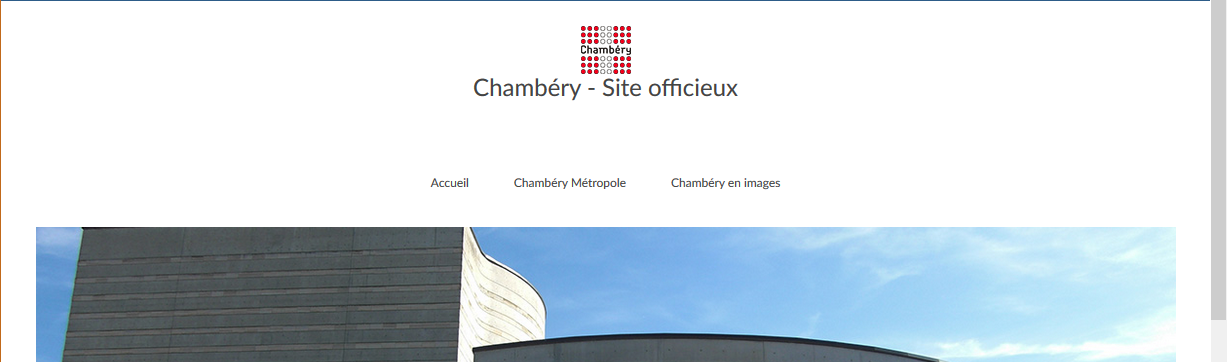 Chambéry
Chambéry - Site officieux
Accueil Chambéry Métropole Chambéry en images